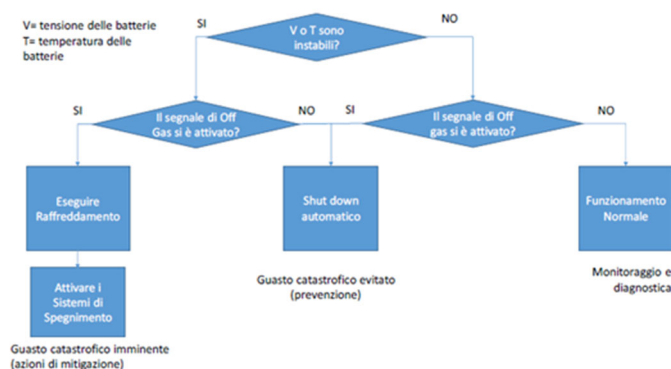 V= tensione delle batterie
T= temperatura delle
batterie
SI
NO
V o T sono
instabili?
SI
Il segnale di Off
Gas si è attivato?
NO
SI
Il segnale di Off
gas si è attivato?
NO
Eseguire
Raffreddamento
Shut down
automatico
Funzionamento
Normale
Attivare i
Sistemi di
Spegnimento
Guasto catastrofico evitato
(prevenzione)
Monitoraggio e
diagnostica
Guasto catastrofico imminente
(azioni di mitigazione)